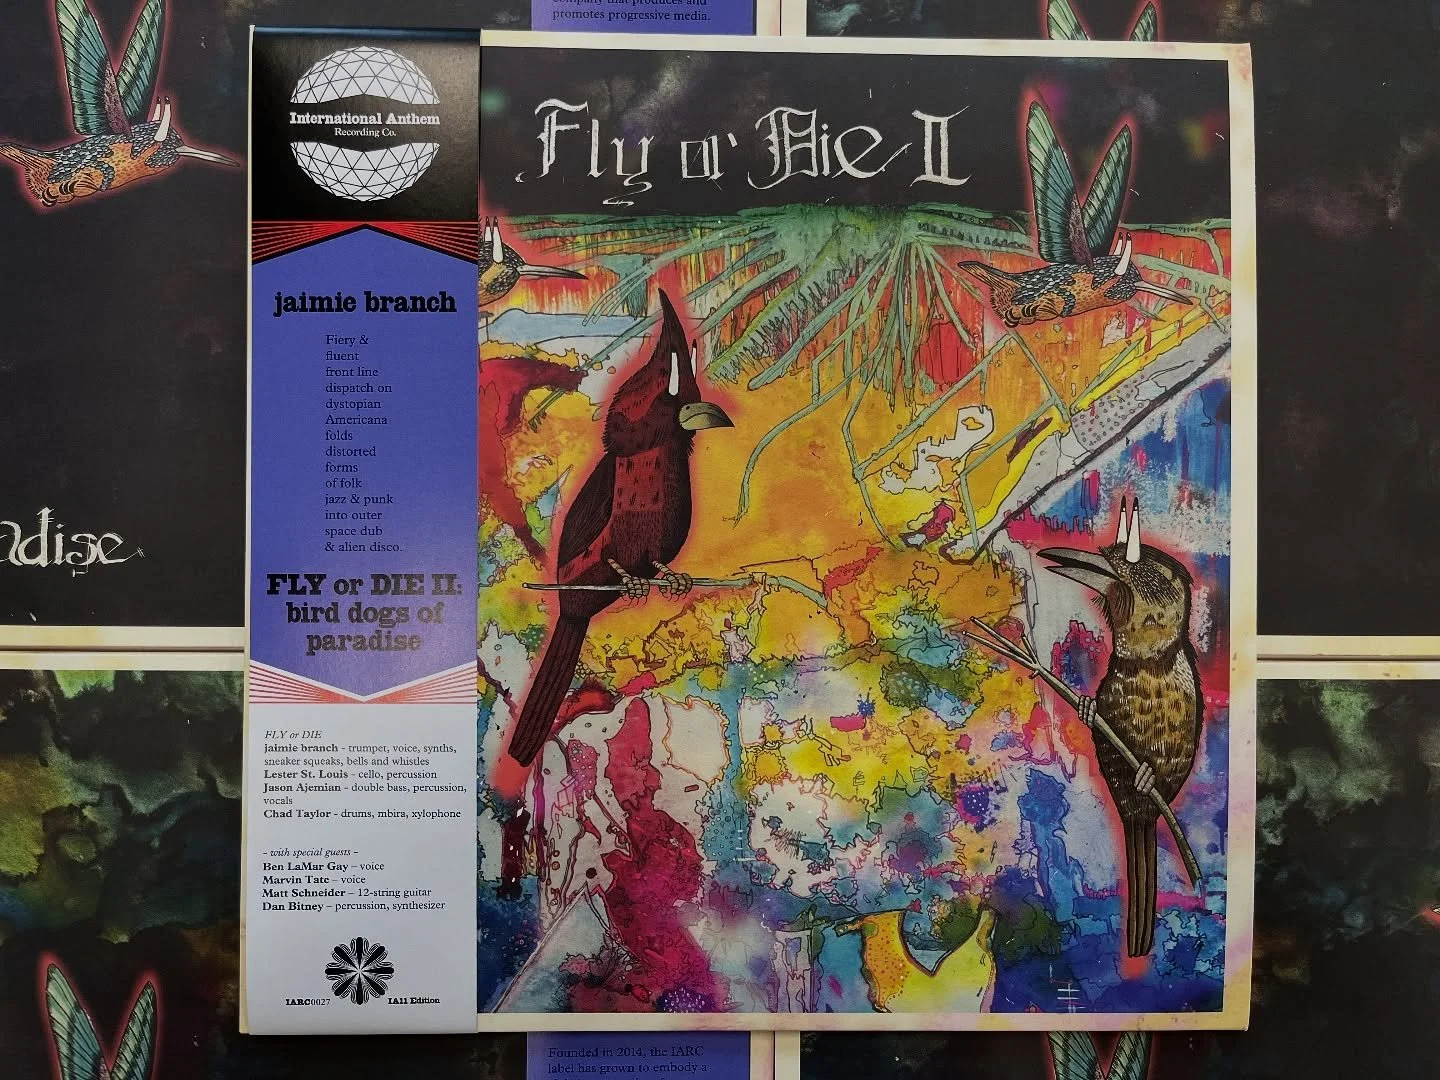 company that produces and
promotes progressive media.
International Anthem
Recording Co.
Fly or Die II
jaimie branch
Fiery &
fluent
front line
dispatch on
dystopian
Americana
folds
distorted
forms
of folk
jazz & punk
into outer
space dub
& alien disco.
FLY or DIE II:
bird dogs of
paradise
adise
FLY or DIE
jaimie branch - trumpet, voice, synths,
sneaker squeaks, bells and whistles
Lester St. Louis - cello, percussion
Jason Ajemian - double bass, percussion,
vocals
Chad Taylor - drums, mbira, xylophone
- with special guests -
Ben LaMar Gay – voice
Marvin Tate – voice
Matt Schneider – 12-string guitar
Dan Bitney – percussion, synthesizer
IARC0027
IA11 Edition
Founded in 2014, the IARC
label has grown to embody a